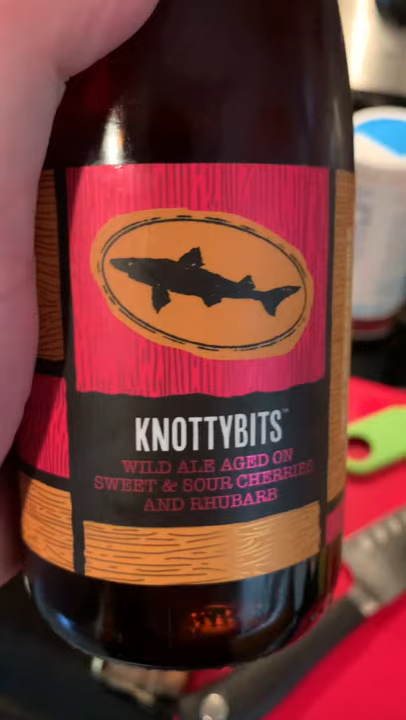 KNOTTYBITS™
WILD ALE AGED ON
SWEET & SOUR CHERRIES
AND RHUBARB